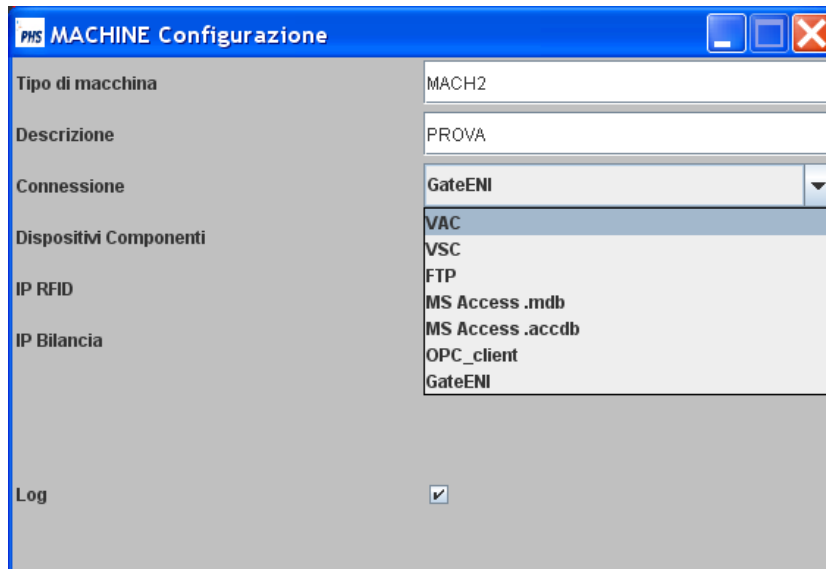 PHS MACHINE Configurazione
Tipo di macchina MACH2
Descrizione PROVA
Connessione GateENI
VAC
Dispositivi Componenti
VSC
FTP
IP RFID
MS Access .mdb
MS Access .accdb
IP Bilancia
OPC_client
GateENI
Log